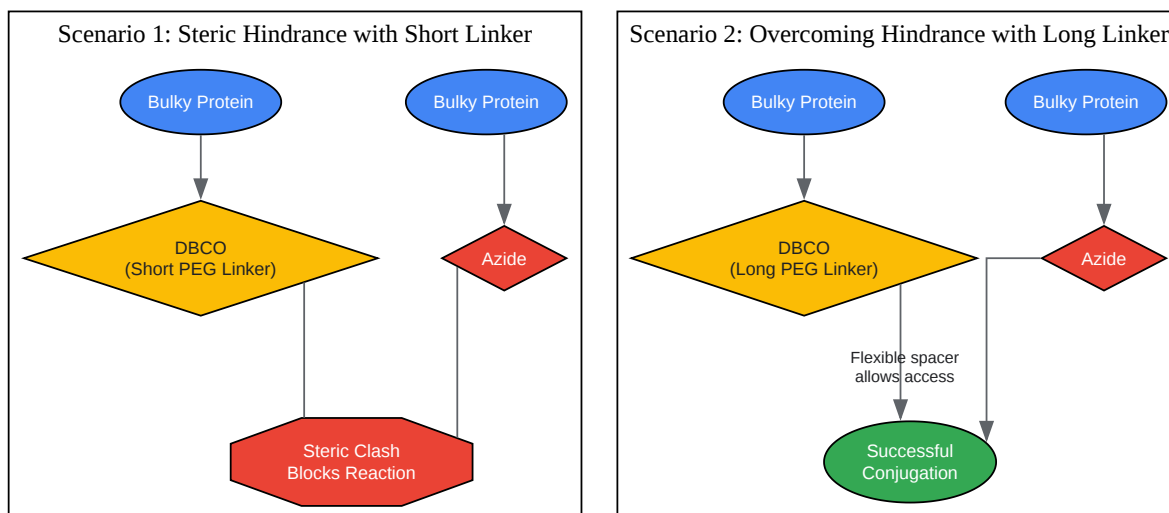 Scenario 1: Steric Hindrance with Short Linker
Bulky Protein
Bulky Protein
DBCO
(Short PEG Linker)
Azide
Steric Clash
Blocks Reaction
Scenario 2: Overcoming Hindrance with Long Linker
Bulky Protein
Bulky Protein
DBCO
(Long PEG Linker)
Azide
Flexible spacer
allows access
Successful
Conjugation